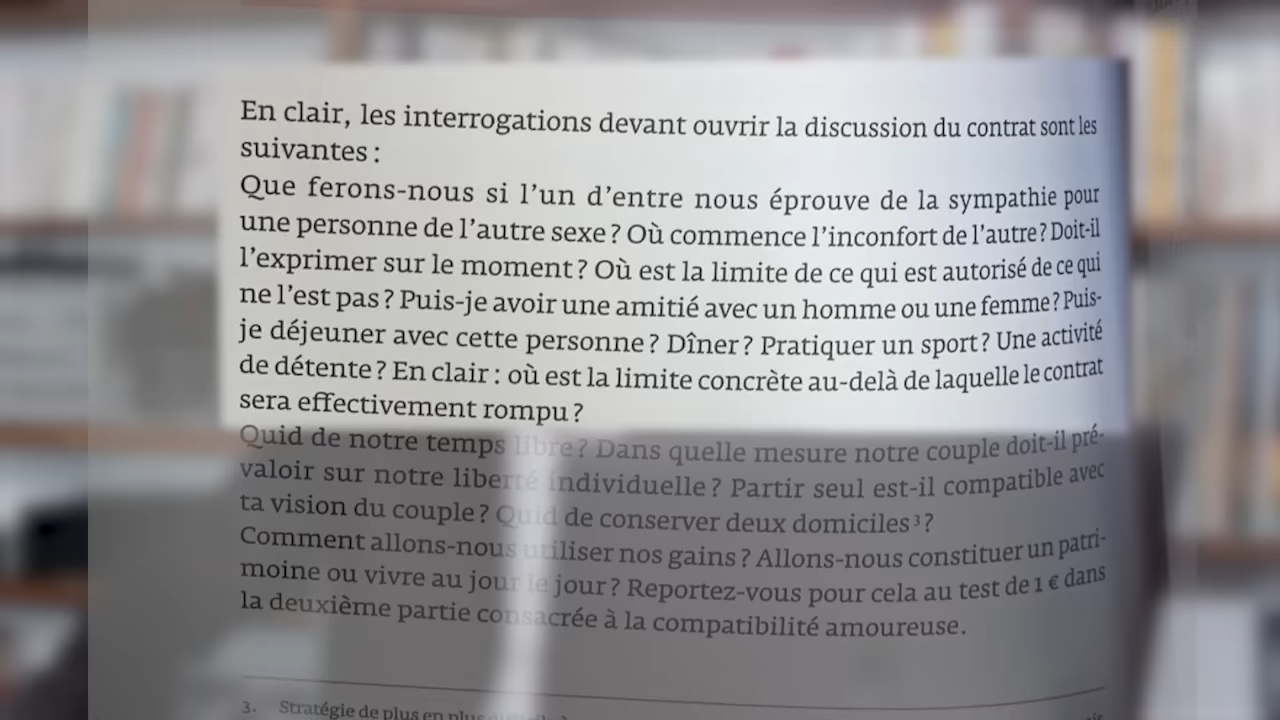 En clair, les interrogations devant ouvrir la discussion du contrat sont les
suivantes :
Que ferons-nous si l'un d'entre nous éprouve de la sympathie pour
une personne de l'autre sexe ? Où commence l'inconfort de l'autre ? Doit-il
l'exprimer sur le moment ? Où est la limite de ce qui est autorisé de ce qui
ne l'est pas ? Puis-je avoir une amitié avec un homme ou une femme ? Puis-
je déjeuner avec cette personne ? Dîner ? Pratiquer un sport ? Une activité
de détente ? En clair : où est la limite concrète au-delà de laquelle le contrat
sera effectivement rompu ?
Quid de notre temps libre ? Dans quelle mesure notre couple doit-il pré-
valoir sur notre liberté individuelle ? Partir seul est-il compatible avec
ta vision du couple ? Quid de conserver deux domiciles ³ ?
Comment allons-nous utiliser nos gains ? Allons-nous constituer un patri-
moine ou vivre au jour le jour ? Reportez-vous pour cela au test de 1 € dans
la deuxième partie consacrée à la compatibilité amoureuse.
3. Stratégie de plus en plus